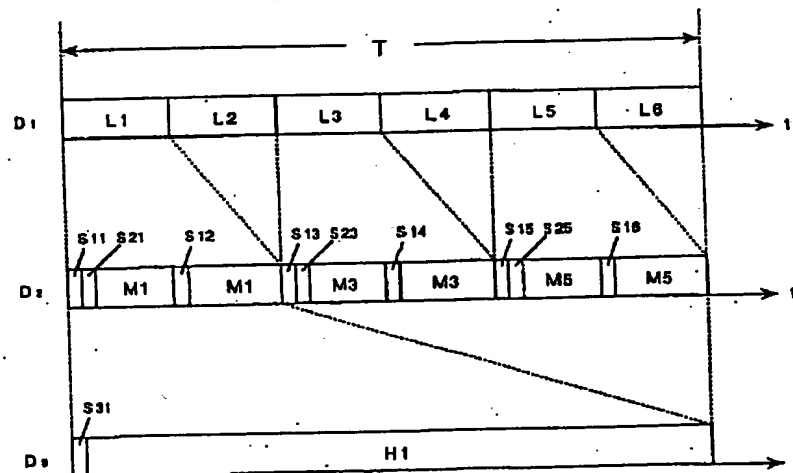 T
D1 L1 L2 L3 L4 L5 L6 t
S11 S21 S12 S13 S23 S14 S15 S25 S16
D2 M1 M1 M3 M3 M5 M5 t
S31
D3 H1